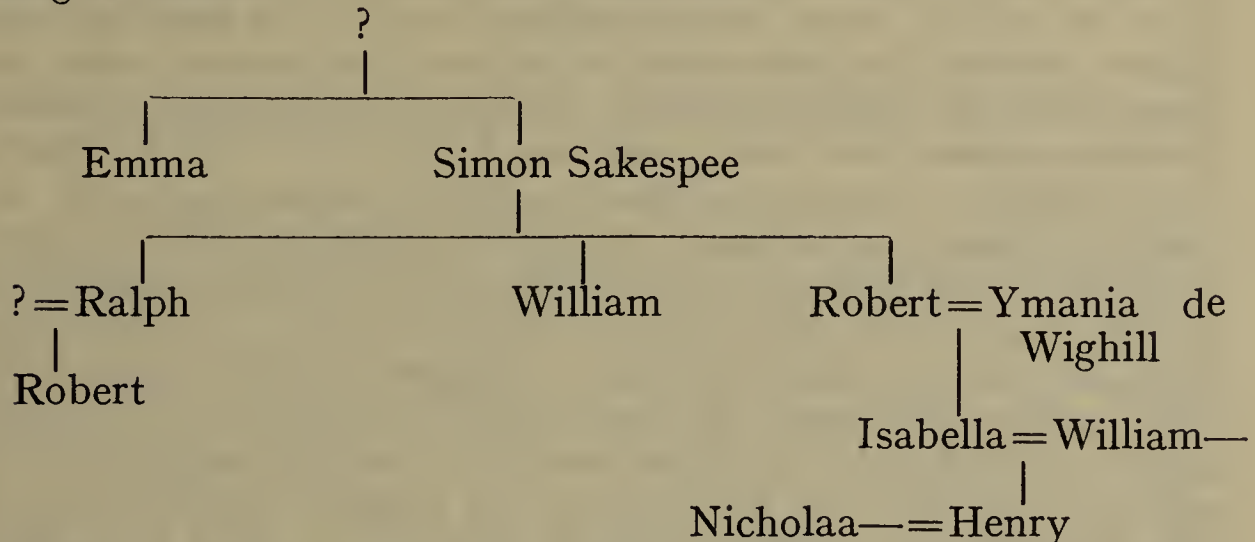 ?
Emma Simon Sakespee
?=Ralph William Robert=Ymania de
Wighill
Robert
Isabella=William—
Nicholaa—=Henry